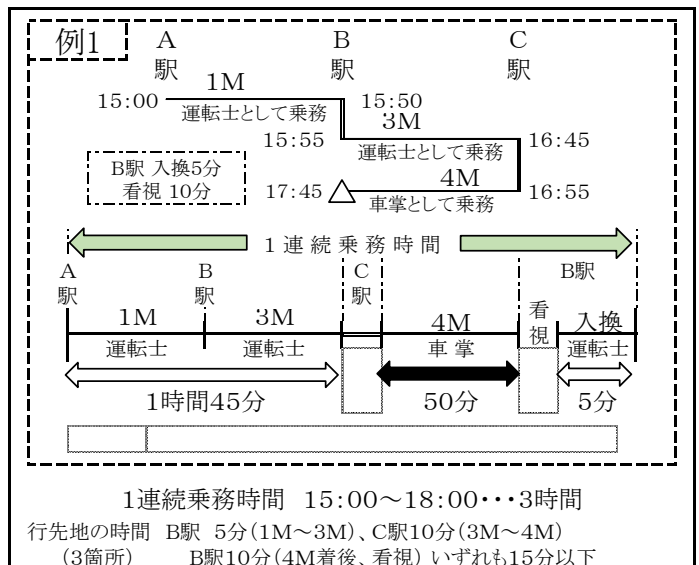 例1
A駅 B駅 C駅
1M
15:00 15:50
運転士として乗務
3M
15:55 16:45
運転士として乗務
B駅 入換5分
看視 10分
4M
17:45 16:55
車掌として乗務
1連続乗務時間
A駅 B駅 C駅 B駅
1M 3M 4M 看視 入換
運転士 運転士 車掌 運転士
1時間45分 50分 5分
1連続乗務時間 15:00～18:00･･･3時間
行先地の時間 B駅 5分(1M～3M)、C駅10分(3M～4M)
(3箇所) B駅10分(4M着後、看視) いずれも15分以下